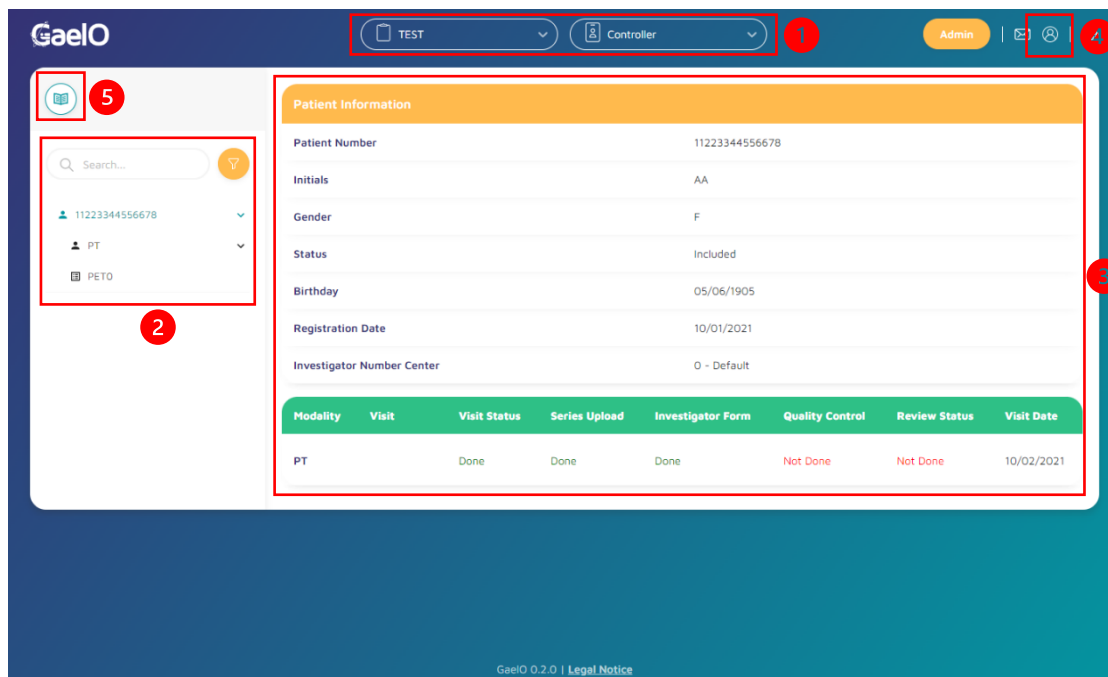 GaelO
TEST
Controller
1
Admin
4
5
Search...
11223344556678
PT
PET0
2
Patient Information
Patient Number 11223344556678
Initials AA
Gender F
Status Included
Birthday 05/06/1905
Registration Date 10/01/2021
Investigator Number Center 0 - Default
3
Modality Visit Visit Status Series Upload Investigator Form Quality Control Review Status Visit Date
PT Done Done Done Not Done Not Done 10/02/2021
GaelO 0.2.0 | Legal Notice